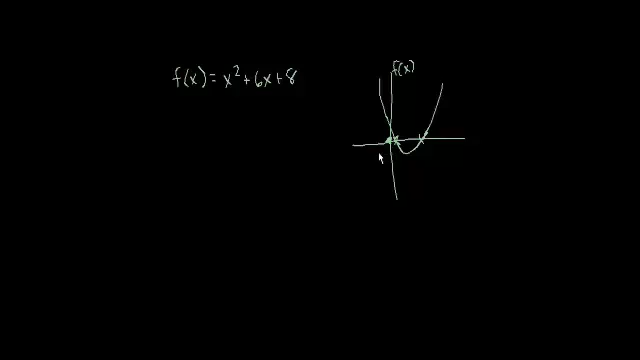 f(x) = x² + 6x + 8
f(x)